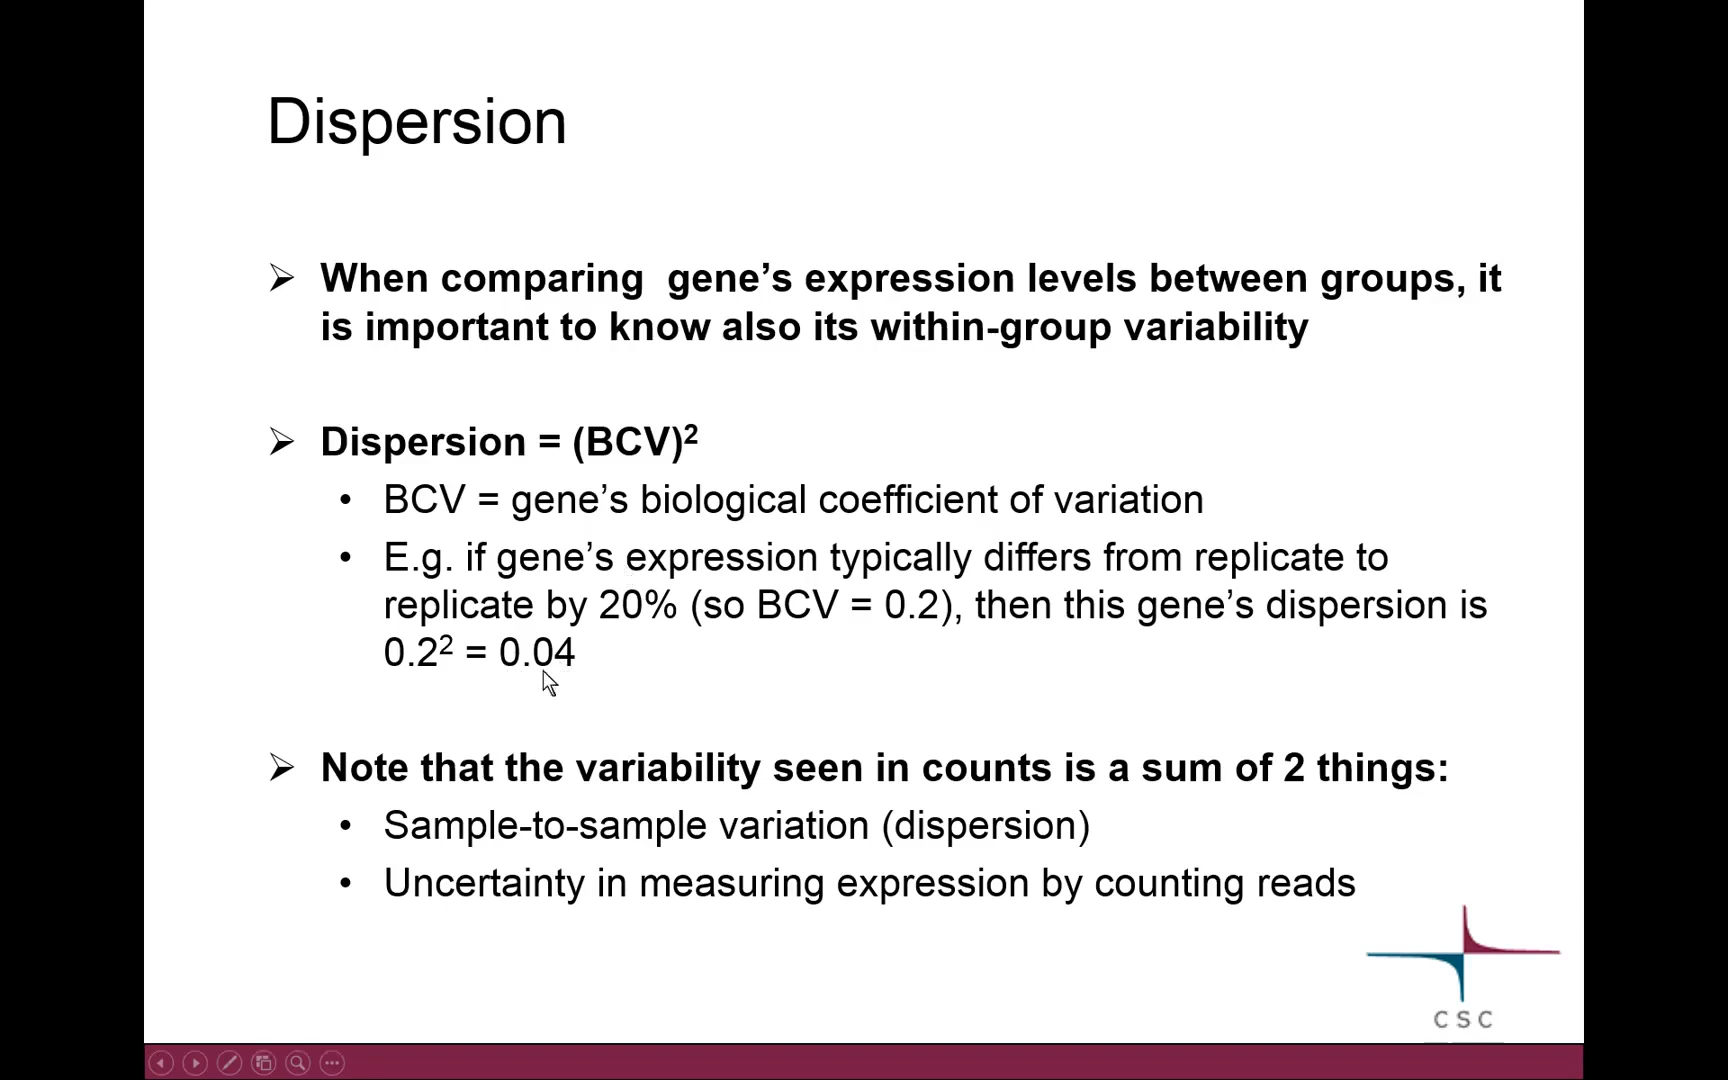 Dispersion
➢ When comparing  gene’s expression levels between groups, it
is important to know also its within-group variability
➢ Dispersion = (BCV)²
• BCV = gene’s biological coefficient of variation
• E.g. if gene’s expression typically differs from replicate to
replicate by 20% (so BCV = 0.2), then this gene’s dispersion is
0.2² = 0.04
➢ Note that the variability seen in counts is a sum of 2 things:
• Sample-to-sample variation (dispersion)
• Uncertainty in measuring expression by counting reads
CSC